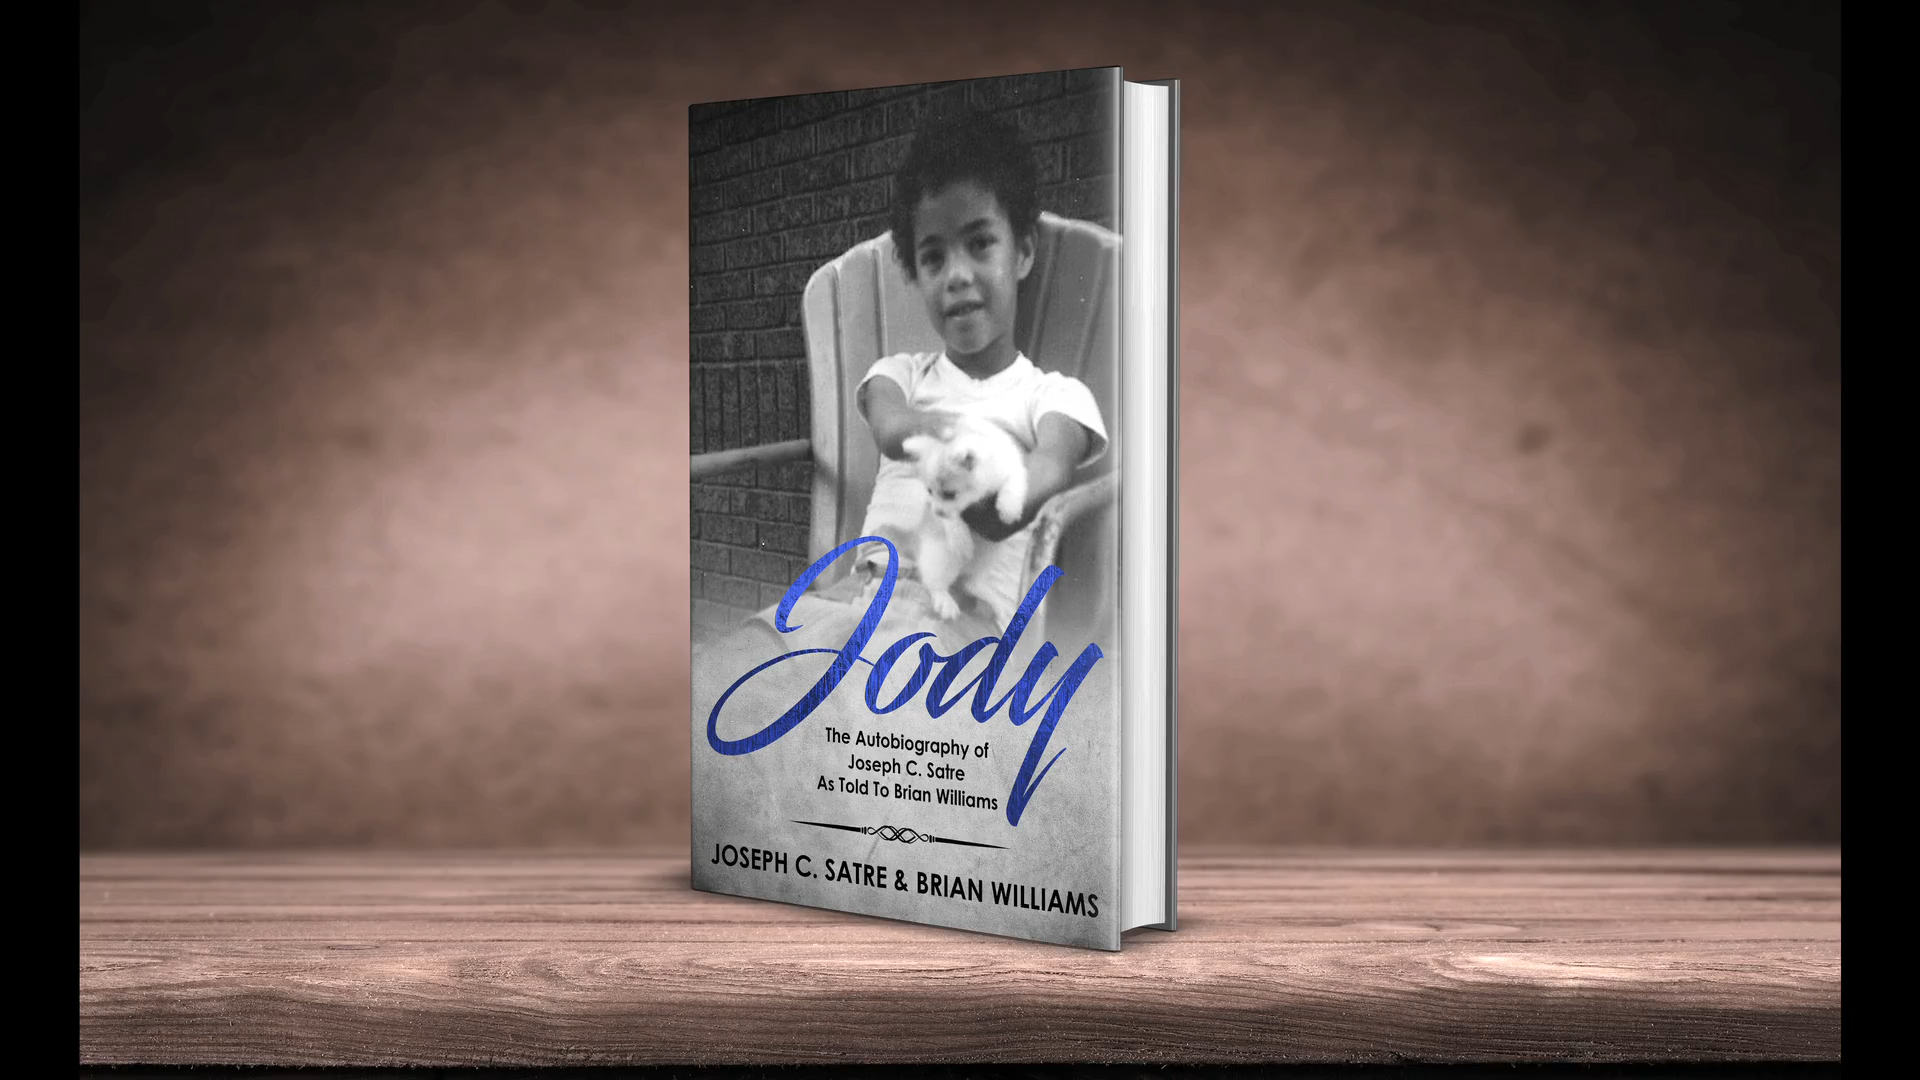 Jody
The Autobiography of
Joseph C. Satre
As Told To Brian Williams
JOSEPH C. SATRE & BRIAN WILLIAMS